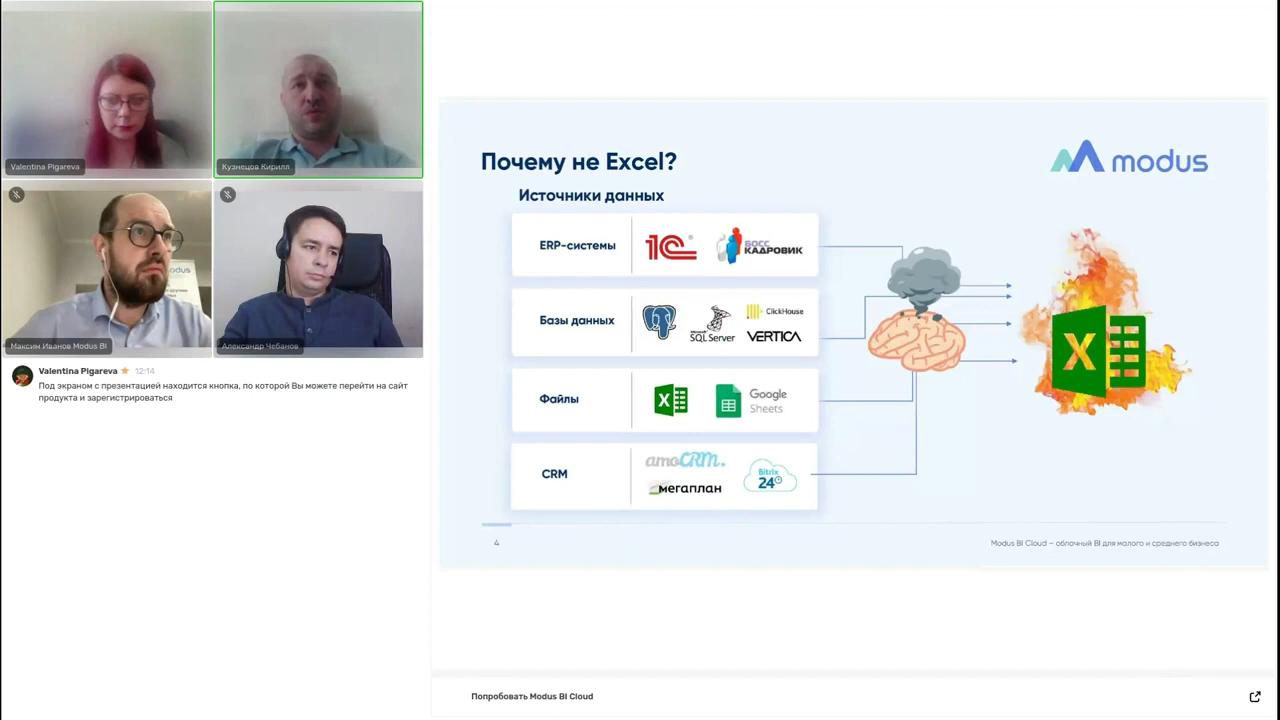 Valentina Pigareva
Кузнецов Кирилл
Максим Иванов Modus BI
Александр Чебанов
Valentina Pigareva 12:14
Под экраном с презентацией находится кнопка, по которой Вы можете перейти на сайт
продукта и зарегистрироваться
Почему не Excel?
modus
Источники данных
ERP-системы
1С
БОСС
КАДРОВИК
Базы данных
SQL Server
ClickHouse
VERTICA
Файлы
X
Google
Sheets
CRM
amoCRM.
мегаплан
Bitrix
24
X
4
Modus BI Cloud – облачный BI для малого и среднего бизнеса
Попробовать Modus BI Cloud